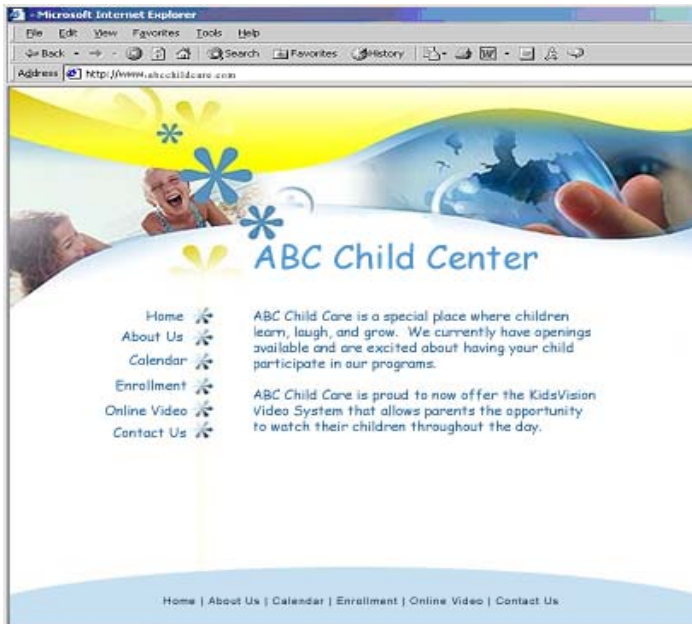 - Microsoft Internet Explorer
File Edit View Favorites Tools Help
Back Search Favorites History
Address http://www.abcchildcare.com
ABC Child Center
Home
About Us
Calendar
Enrollment
Online Video
Contact Us
ABC Child Care is a special place where children
learn, laugh, and grow. We currently have openings
available and are excited about having your child
participate in our programs.
ABC Child Care is proud to now offer the KidsVision
Video System that allows parents the opportunity
to watch their children throughout the day.
Home | About Us | Calendar | Enrollment | Online Video | Contact Us